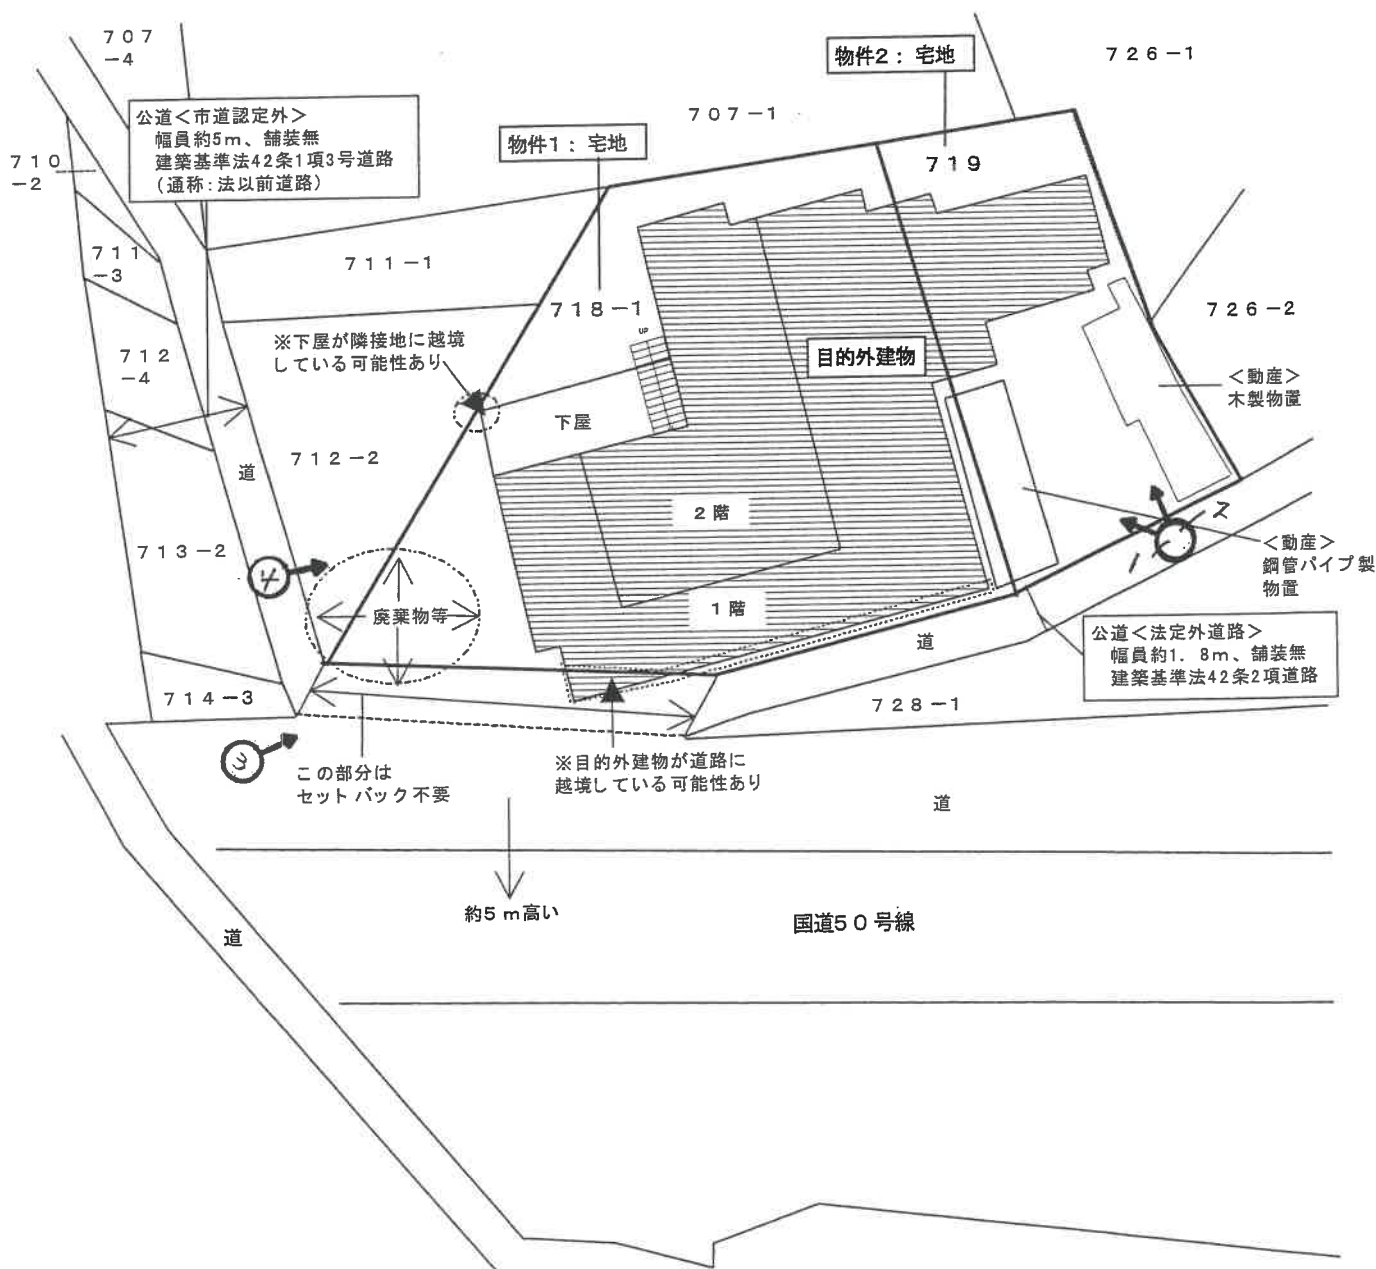 707
-4
物件2：宅地
726-1
公道＜市道認定外＞
幅員約5m、舗装無
建築基準法42条1項3号道路
（通称：法以前道路）
707-1
物件1：宅地
710
-2
719
711
-3
711-1
718-1
726-2
※下屋が隣接地に越境
している可能性あり
UP
712
-4
目的外建物
＜動産＞
木製物置
下屋
712-2
道
2階
713-2
＜動産＞
鋼管パイプ製
物置
1
2
4
廃棄物等
1階
公道＜法定外道路＞
幅員約1．8m、舗装無
建築基準法42条2項道路
道
714-3
728-1
3
この部分は
セットバック不要
※目的外建物が道路に
越境している可能性あり
道
約5m高い
国道50号線
道